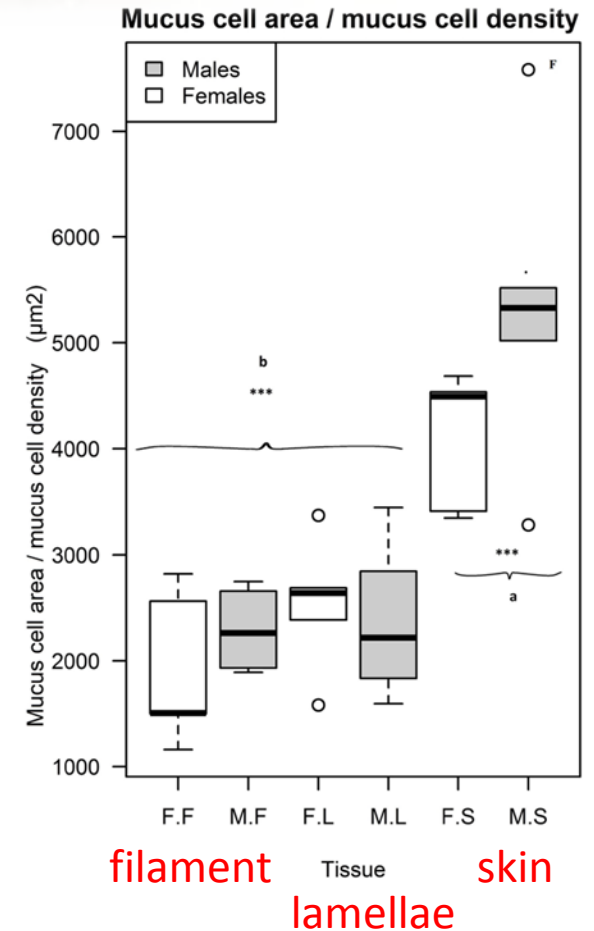 Mucus cell area / mucus cell density
Males
Females
F
Mucus cell area / mucus cell density (μm2)
7000
6000
5000
4000
3000
2000
1000
b
***
***
a
F.F M.F F.L M.L F.S M.S
filament Tissue skin
lamellae